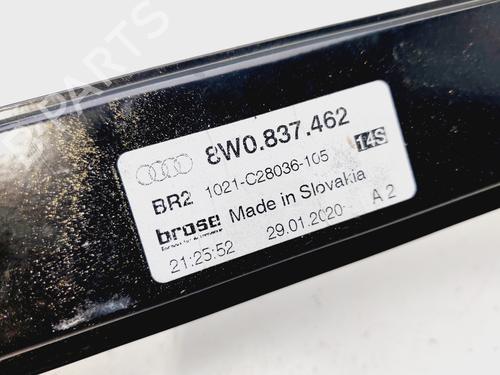 8W0.837.462
BR2 1021-C28036-105 14S
brose Made in Slovakia
21:25:52 29.01.2020 A 2
PARTS